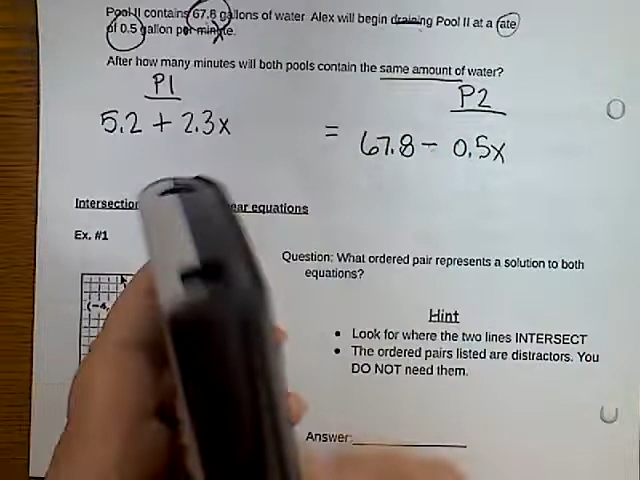 Pool II contains 67.8 gallons of water Alex will begin draining Pool II at a rate
of 0.5 gallon per minute.
After how many minutes will both pools contain the same amount of water?
P1
P2
5.2 + 2.3x = 67.8 - 0.5x
Intersection ear equations
Ex. #1
Question: What ordered pair represents a solution to both
equations?
Hint
• Look for where the two lines INTERSECT
• The ordered pairs listed are distractors. You
DO NOT need them.
(-4,
Answer: